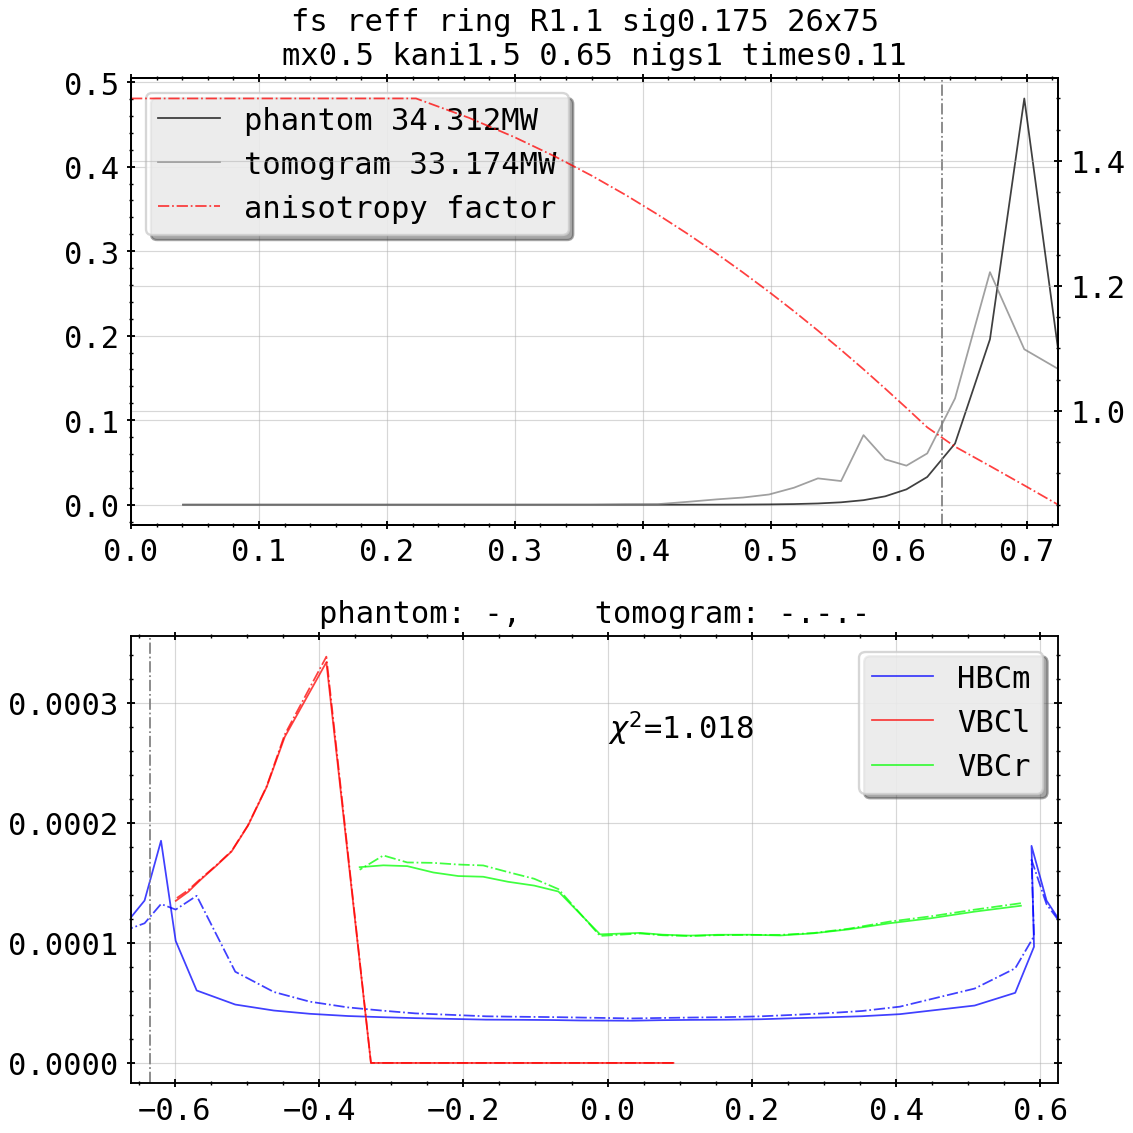 fs reff ring R1.1 sig0.175 26x75
mx0.5 kani1.5 0.65 nigs1 times0.11
phantom 34.312MW
tomogram 33.174MW
anisotropy factor
0.5
0.4
0.3
0.2
0.1
0.0
1.4
1.2
1.0
0.0 0.1 0.2 0.3 0.4 0.5 0.6 0.7
phantom: -,    tomogram: -.-.-
HBCm
VBCl
VBCr
χ²=1.018
0.0003
0.0002
0.0001
0.0000
−0.6 −0.4 −0.2 0.0 0.2 0.4 0.6